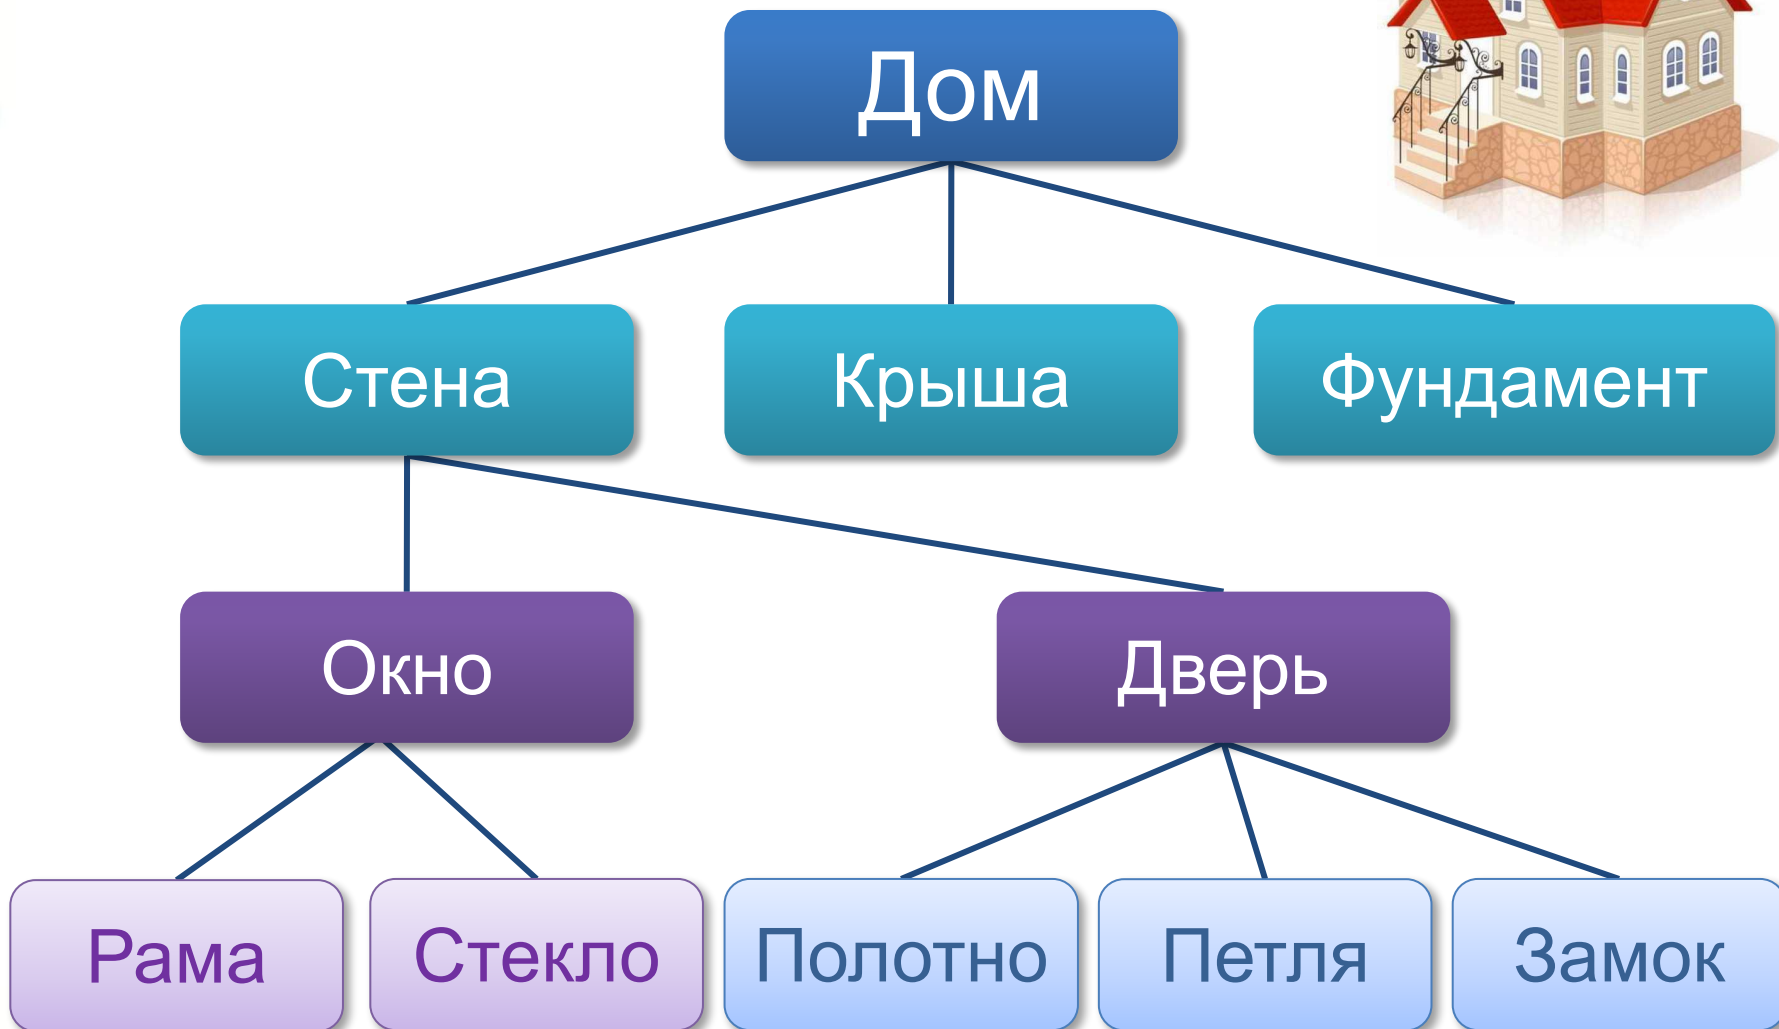 Дом
Стена
Крыша
Фундамент
Окно
Дверь
Рама
Стекло
Полотно
Петля
Замок